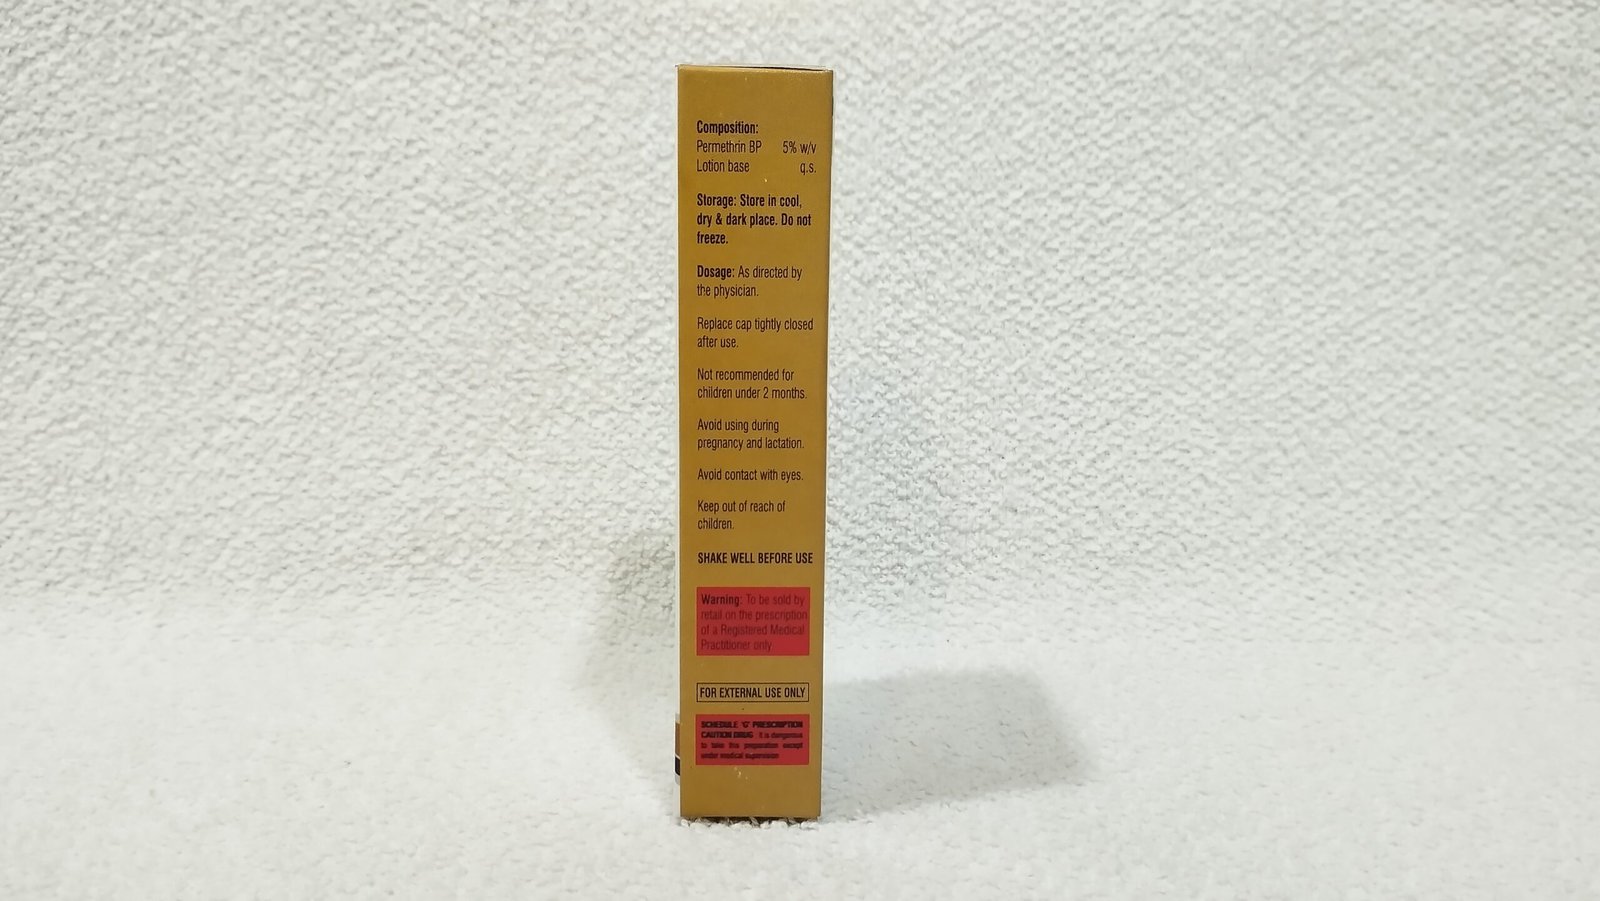 Composition:
Permethrin BP 5% w/v
Lotion base q.s.
Storage: Store in cool,
dry & dark place. Do not
freeze.
Dosage: As directed by
the physician.
Replace cap tightly closed
after use.
Not recommended for
children under 2 months.
Avoid using during
pregnancy and lactation.
Avoid contact with eyes.
Keep out of reach of
children.
SHAKE WELL BEFORE USE
Warning: To be sold by
retail on the prescription
of a Registered Medical
Practitioner only
FOR EXTERNAL USE ONLY
SCHEDULE 'G' PRESCRIPTION
CAUTION DRUG It is dangerous
to take this preparation except
under medical supervision